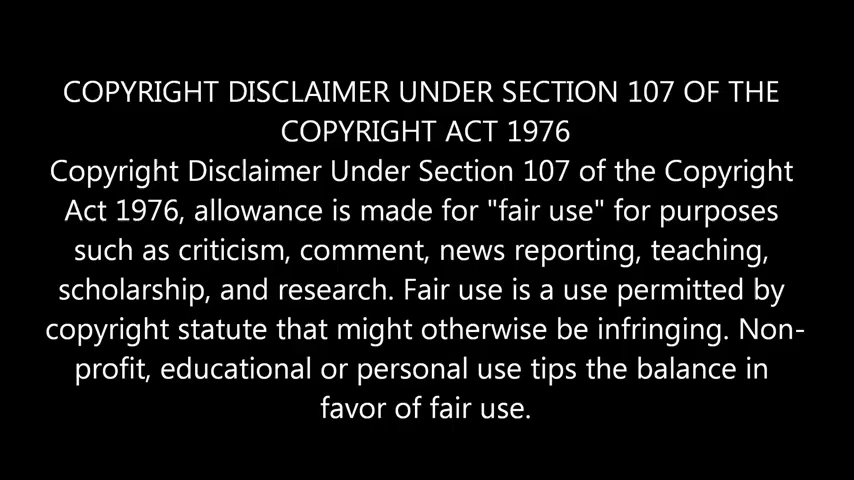 COPYRIGHT DISCLAIMER UNDER SECTION 107 OF THE
COPYRIGHT ACT 1976
Copyright Disclaimer Under Section 107 of the Copyright
Act 1976, allowance is made for "fair use" for purposes
such as criticism, comment, news reporting, teaching,
scholarship, and research. Fair use is a use permitted by
copyright statute that might otherwise be infringing. Non-
profit, educational or personal use tips the balance in
favor of fair use.